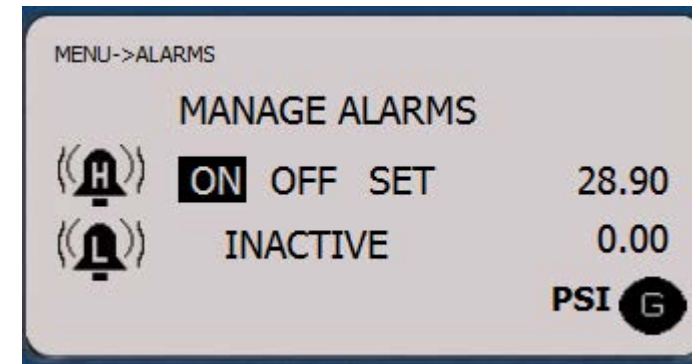 MENU->ALARMS
MANAGE ALARMS
H ON OFF SET 28.90
L INACTIVE 0.00
PSI G